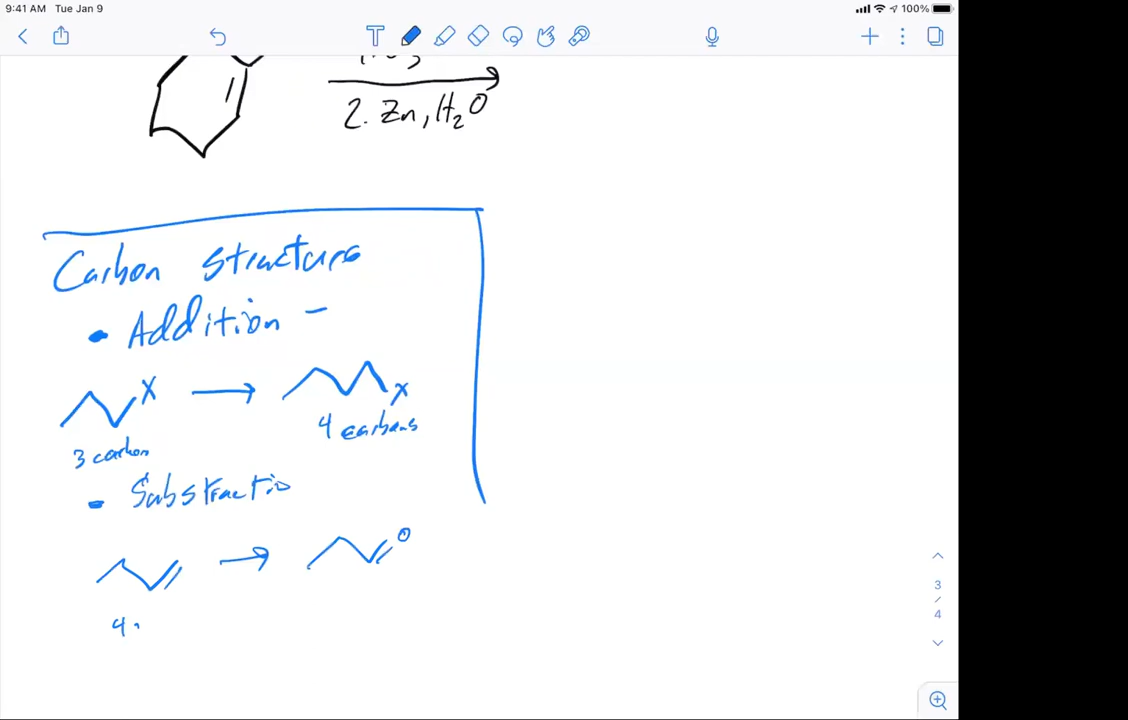 9:41 AM Tue Jan 9
100%
T
2. Zn, H2O
Carbon structure
• Addition -
X → X
3 carbon
4 carbons
• Substractio
→ O
4
3
/
4